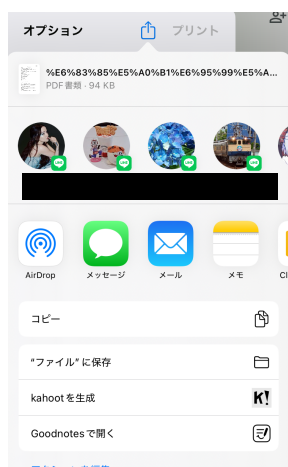 オプション
プリント
%E6%83%85%E5%A0%B1%E6%95%99%E5%A...
PDF書類・94 KB
AirDrop
メッセージ
メール
メモ
Cl
コピー
"ファイル"に保存
kahootを生成
K!
Goodnotesで開く